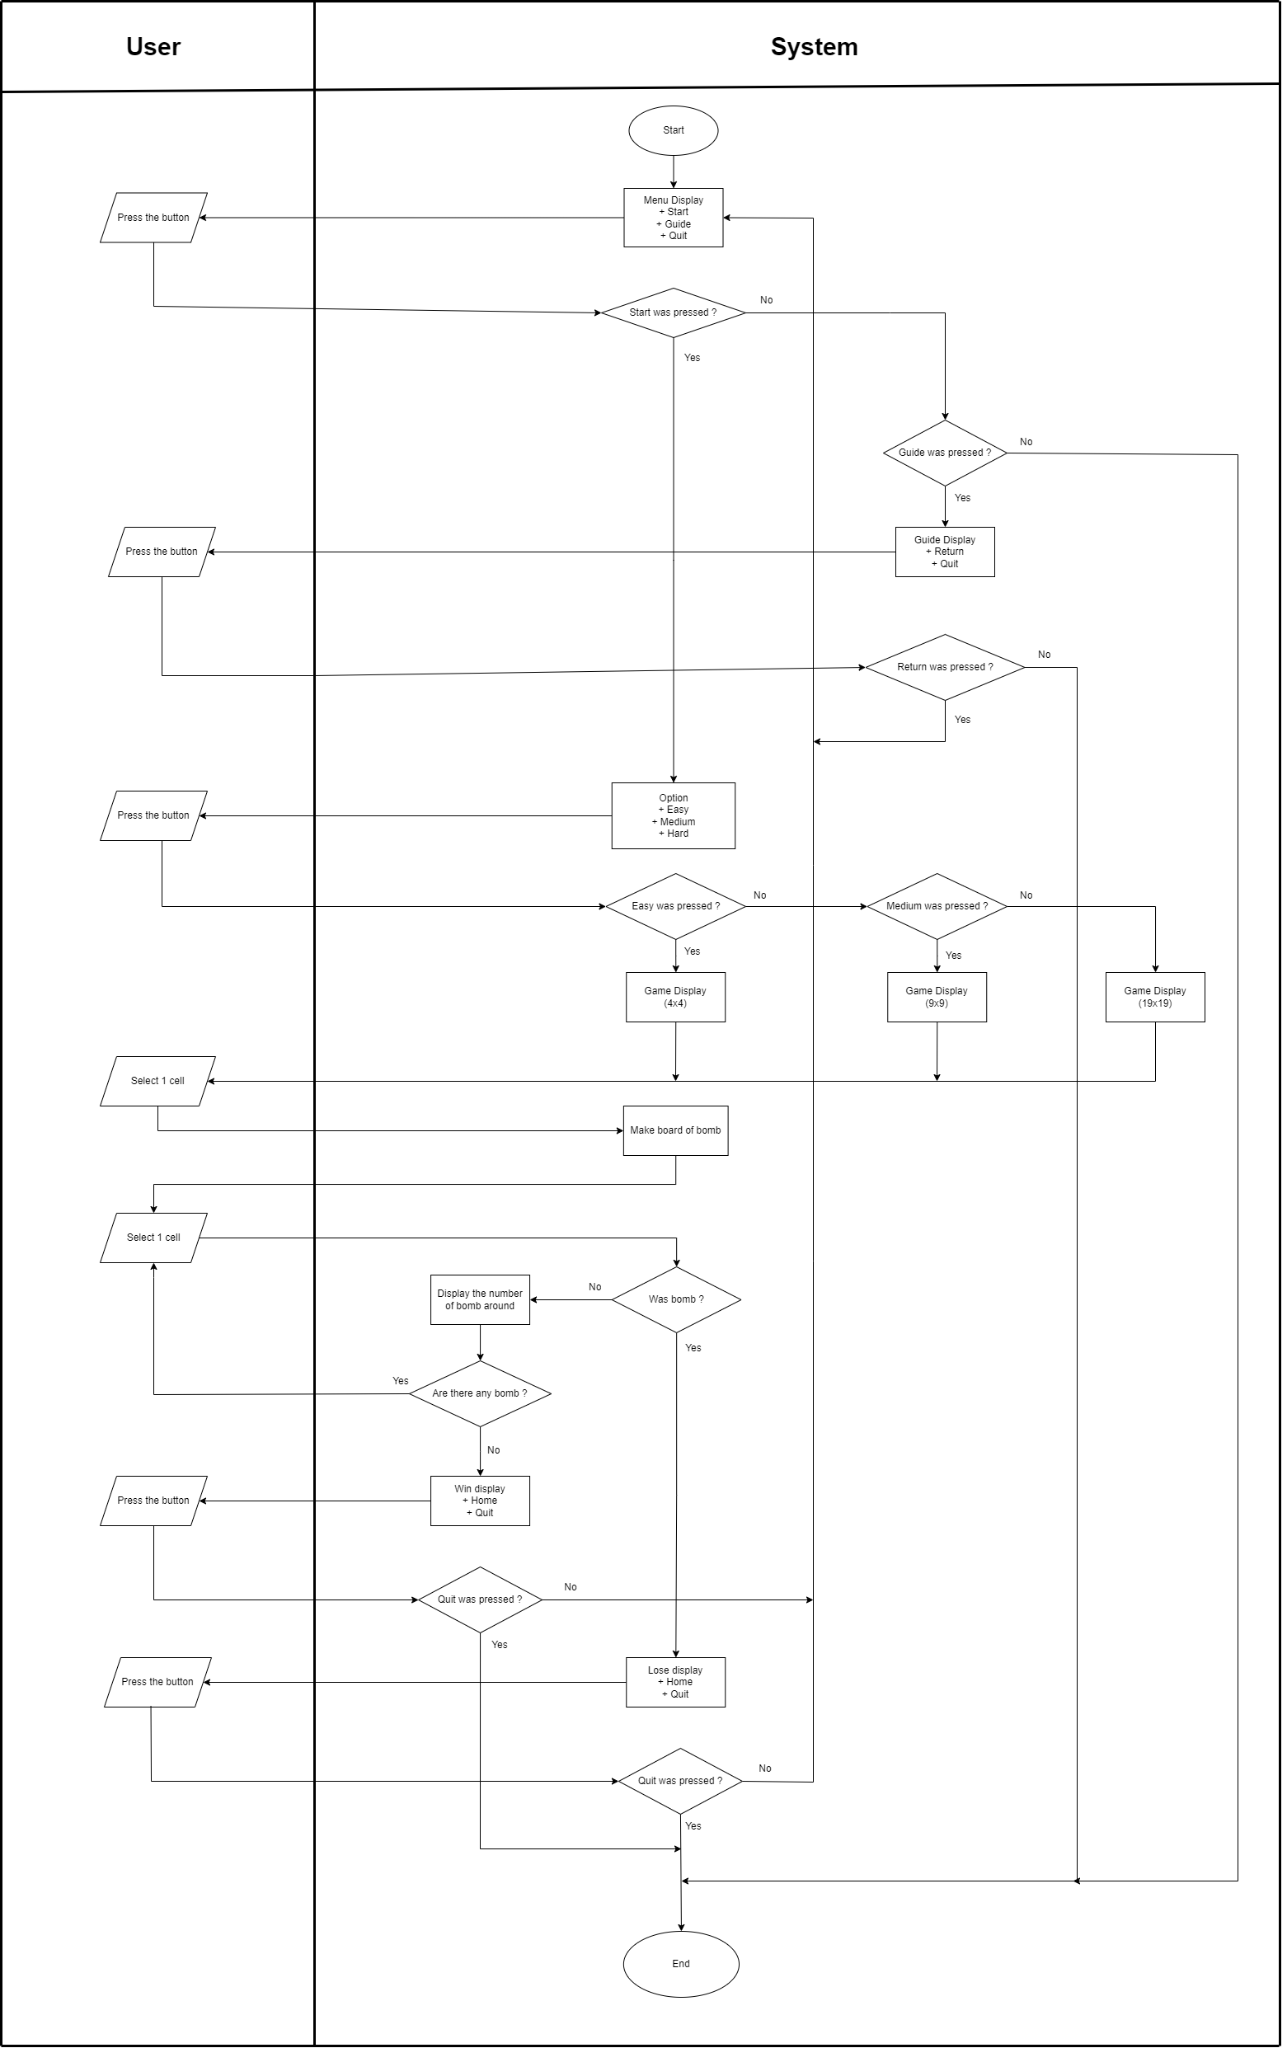 User
System
Start
Press the button
Menu Display
+ Start
+ Guide
+ Quit
Start was pressed ?
No
Yes
Guide was pressed ?
No
Yes
Press the button
Guide Display
+ Return
+ Quit
Return was pressed ?
No
Yes
Press the button
Option
+ Easy
+ Medium
+ Hard
Easy was pressed ?
No
Yes
Medium was pressed ?
No
Yes
Game Display
(4x4)
Game Display
(9x9)
Game Display
(19x19)
Select 1 cell
Make board of bomb
Select 1 cell
Was bomb ?
No
Yes
Display the number
of bomb around
Are there any bomb ?
Yes
No
Press the button
Win display
+ Home
+ Quit
Quit was pressed ?
No
Yes
Press the button
Lose display
+ Home
+ Quit
Quit was pressed ?
No
Yes
End